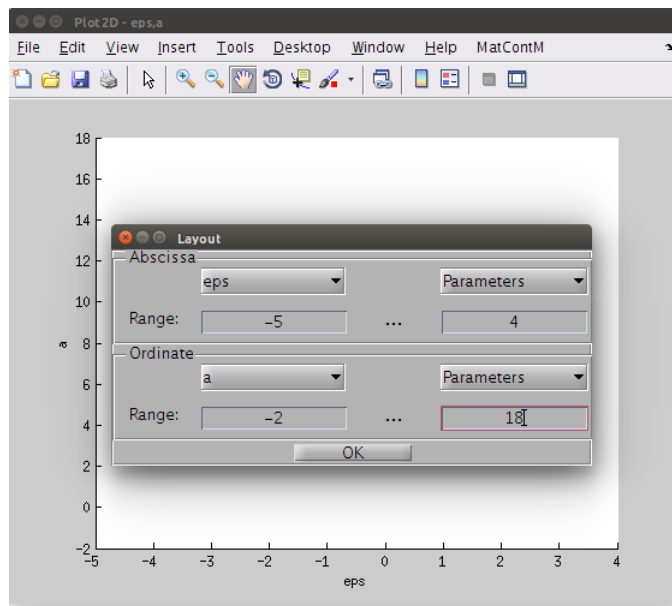 Plot2D - eps,a
File Edit View Insert Tools Desktop Window Help MatContM
18
16
14
12
10
8
6
4
2
0
-2
a
Layout
Abscissa
eps Parameters
Range: -5 ... 4
Ordinate
a Parameters
Range: -2 ... 18
OK
-5 -4 -3 -2 -1 0 1 2 3 4
eps